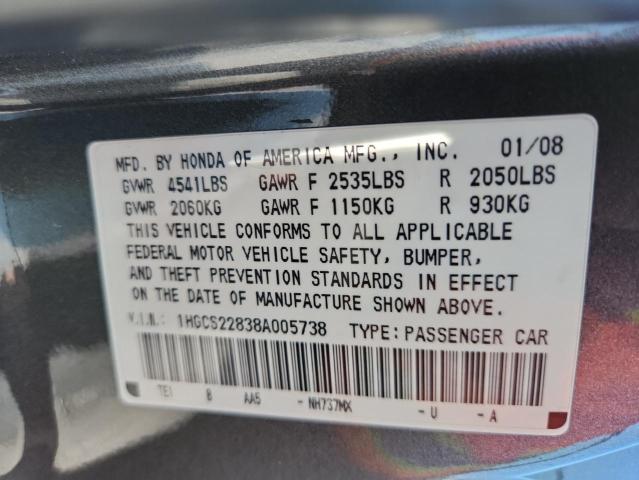 MFD. BY HONDA OF AMERICA MFG., INC. 01/08
GVWR 4541LBS GAWR F 2535LBS R 2050LBS
GVWR 2060KG GAWR F 1150KG R 930KG
THIS VEHICLE CONFORMS TO ALL APPLICABLE
FEDERAL MOTOR VEHICLE SAFETY, BUMPER,
AND THEFT PREVENTION STANDARDS IN EFFECT
ON THE DATE OF MANUFACTURE SHOWN ABOVE.
V.I.N.: 1HGCS22838A005738 TYPE:PASSENGER CAR
TE1 B AA5 - NH737MX - U - A